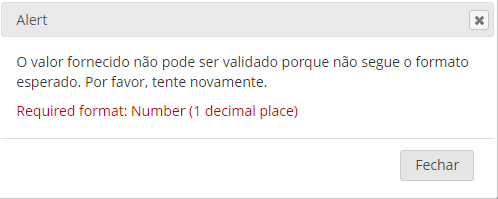 Alert
O valor fornecido não pode ser validado porque não segue o formato
esperado. Por favor, tente novamente.
Required format: Number (1 decimal place)
Fechar